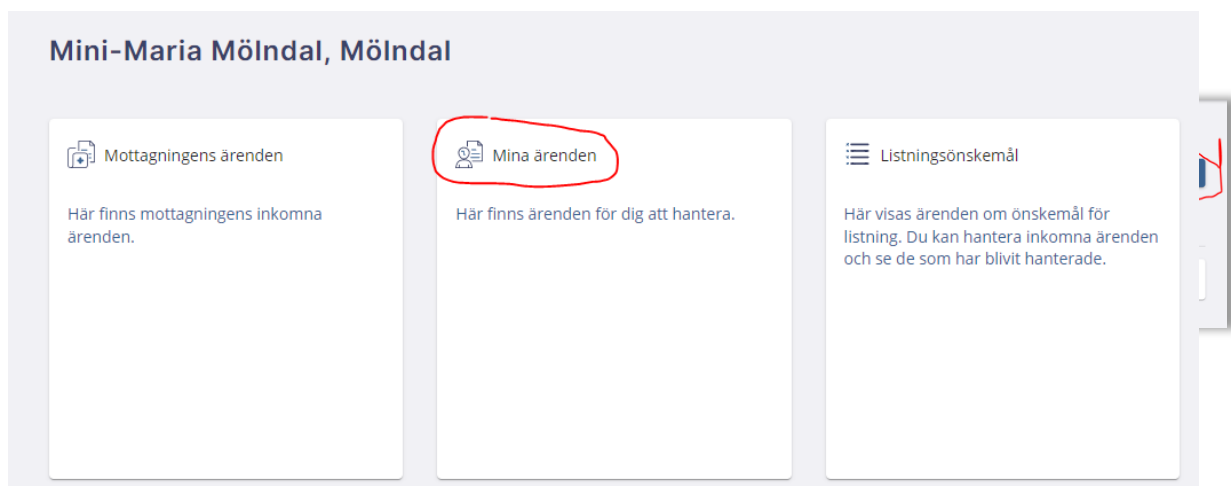 Mini-Maria Mölndal, Mölndal
Mottagningens ärenden
Här finns mottagningens inkomna
ärenden.
Mina ärenden
Här finns ärenden för dig att hantera.
Listningsönskemål
Här visas ärenden om önskemål för
listning. Du kan hantera inkomna ärenden
och se de som har blivit hanterade.